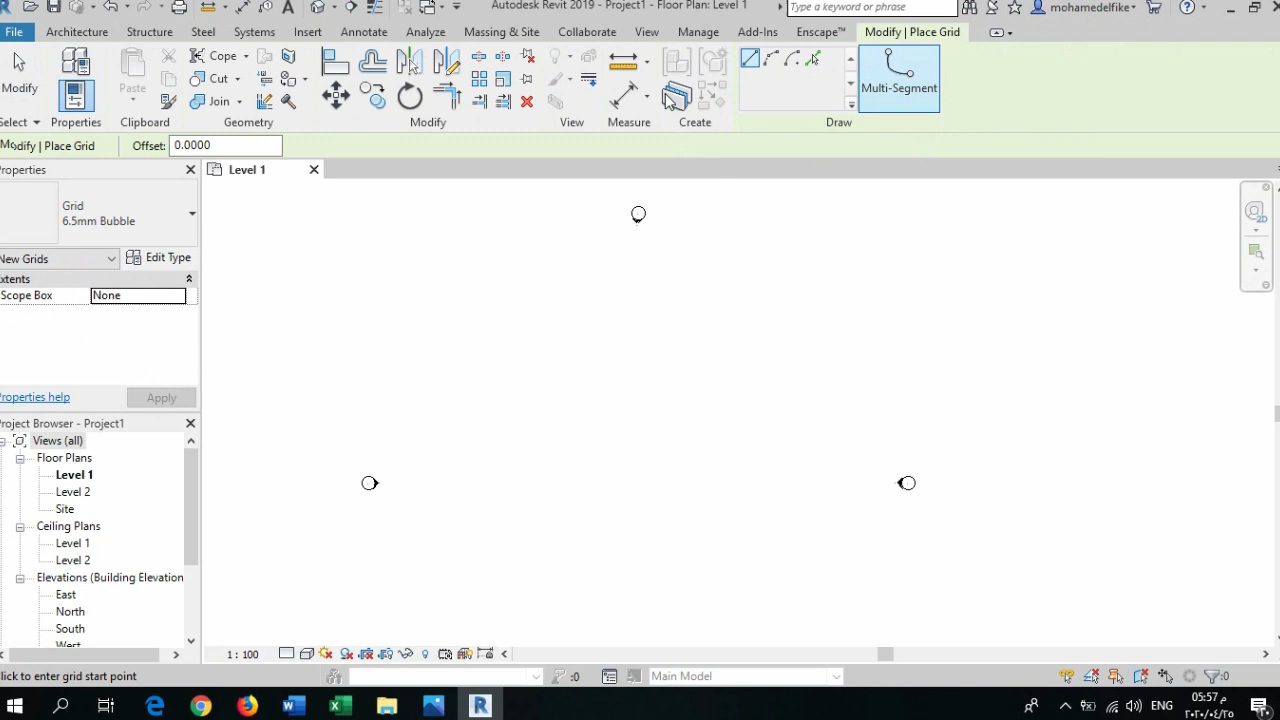 Autodesk Revit 2019 - Project1 - Floor Plan: Level 1
Type a keyword or phrase
mohamedelfike
File Architecture Structure Steel Systems Insert Annotate Analyze Massing & Site Collaborate View Manage Add-Ins Enscape™ Modify | Place Grid
Modify
Paste
Cope
Cut
Join
Multi-Segment
Select Properties Clipboard Geometry Modify View Measure Create Draw
Modify | Place Grid Offset: 0.0000
Properties
Level 1
Grid
6.5mm Bubble
New Grids Edit Type
Extents
Scope Box None
Properties help Apply
Project Browser - Project1
Views (all)
Floor Plans
Level 1
Level 2
Site
Ceiling Plans
Level 1
Level 2
Elevations (Building Elevation
East
North
South
West
2D
1 : 100
Click to enter grid start point
:0
Main Model
:0
ENG
05:57 م
٢٠٢٠/٠٤/٢٥